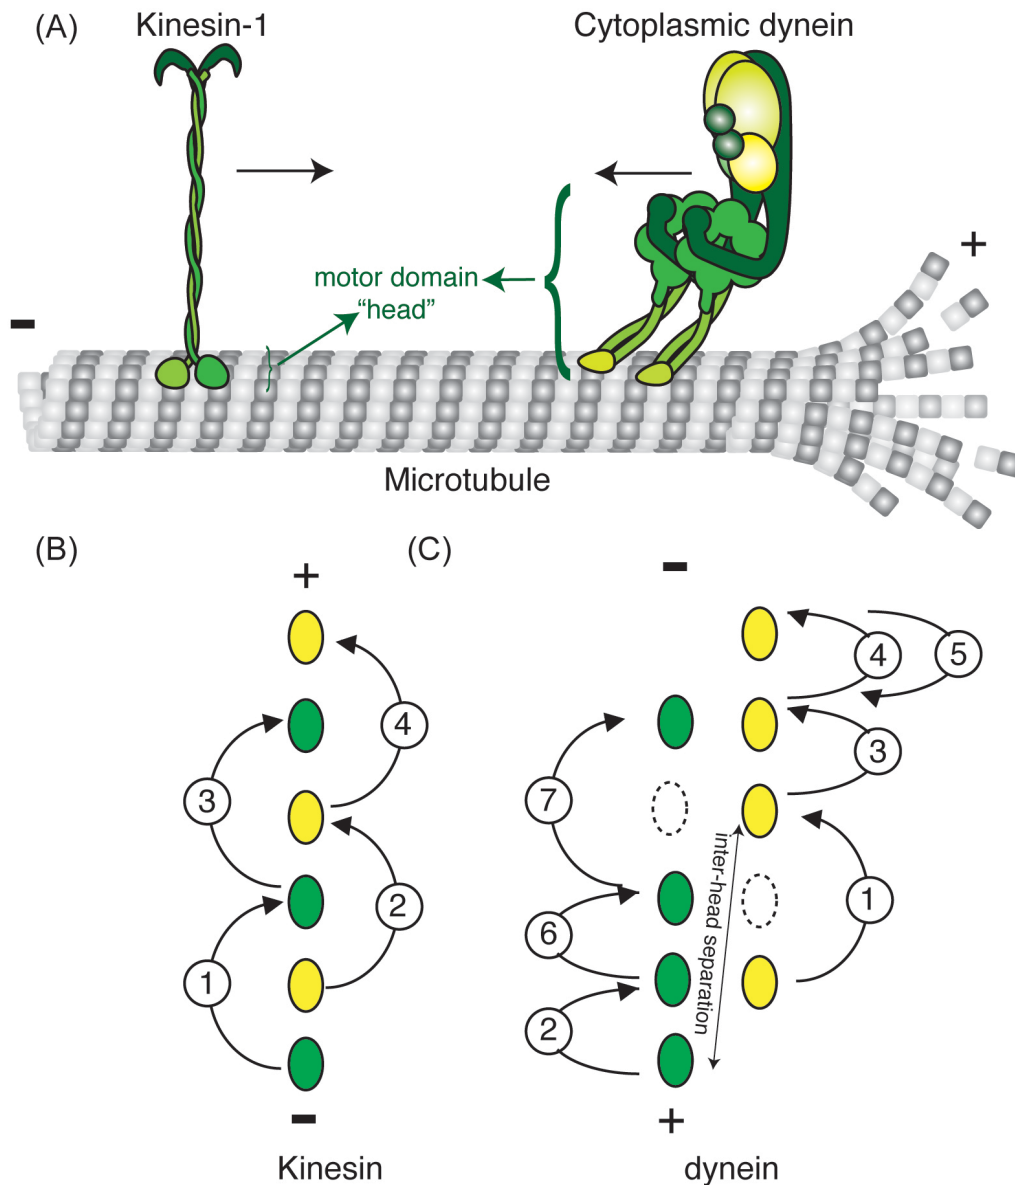 (A)
Kinesin-1
Cytoplasmic dynein
+
motor domain
“head”
-
Microtubule
(B)
+
4
3
2
1
-
Kinesin
(C)
-
4
5
3
7
1
6
2
inter-head separation
+
dynein